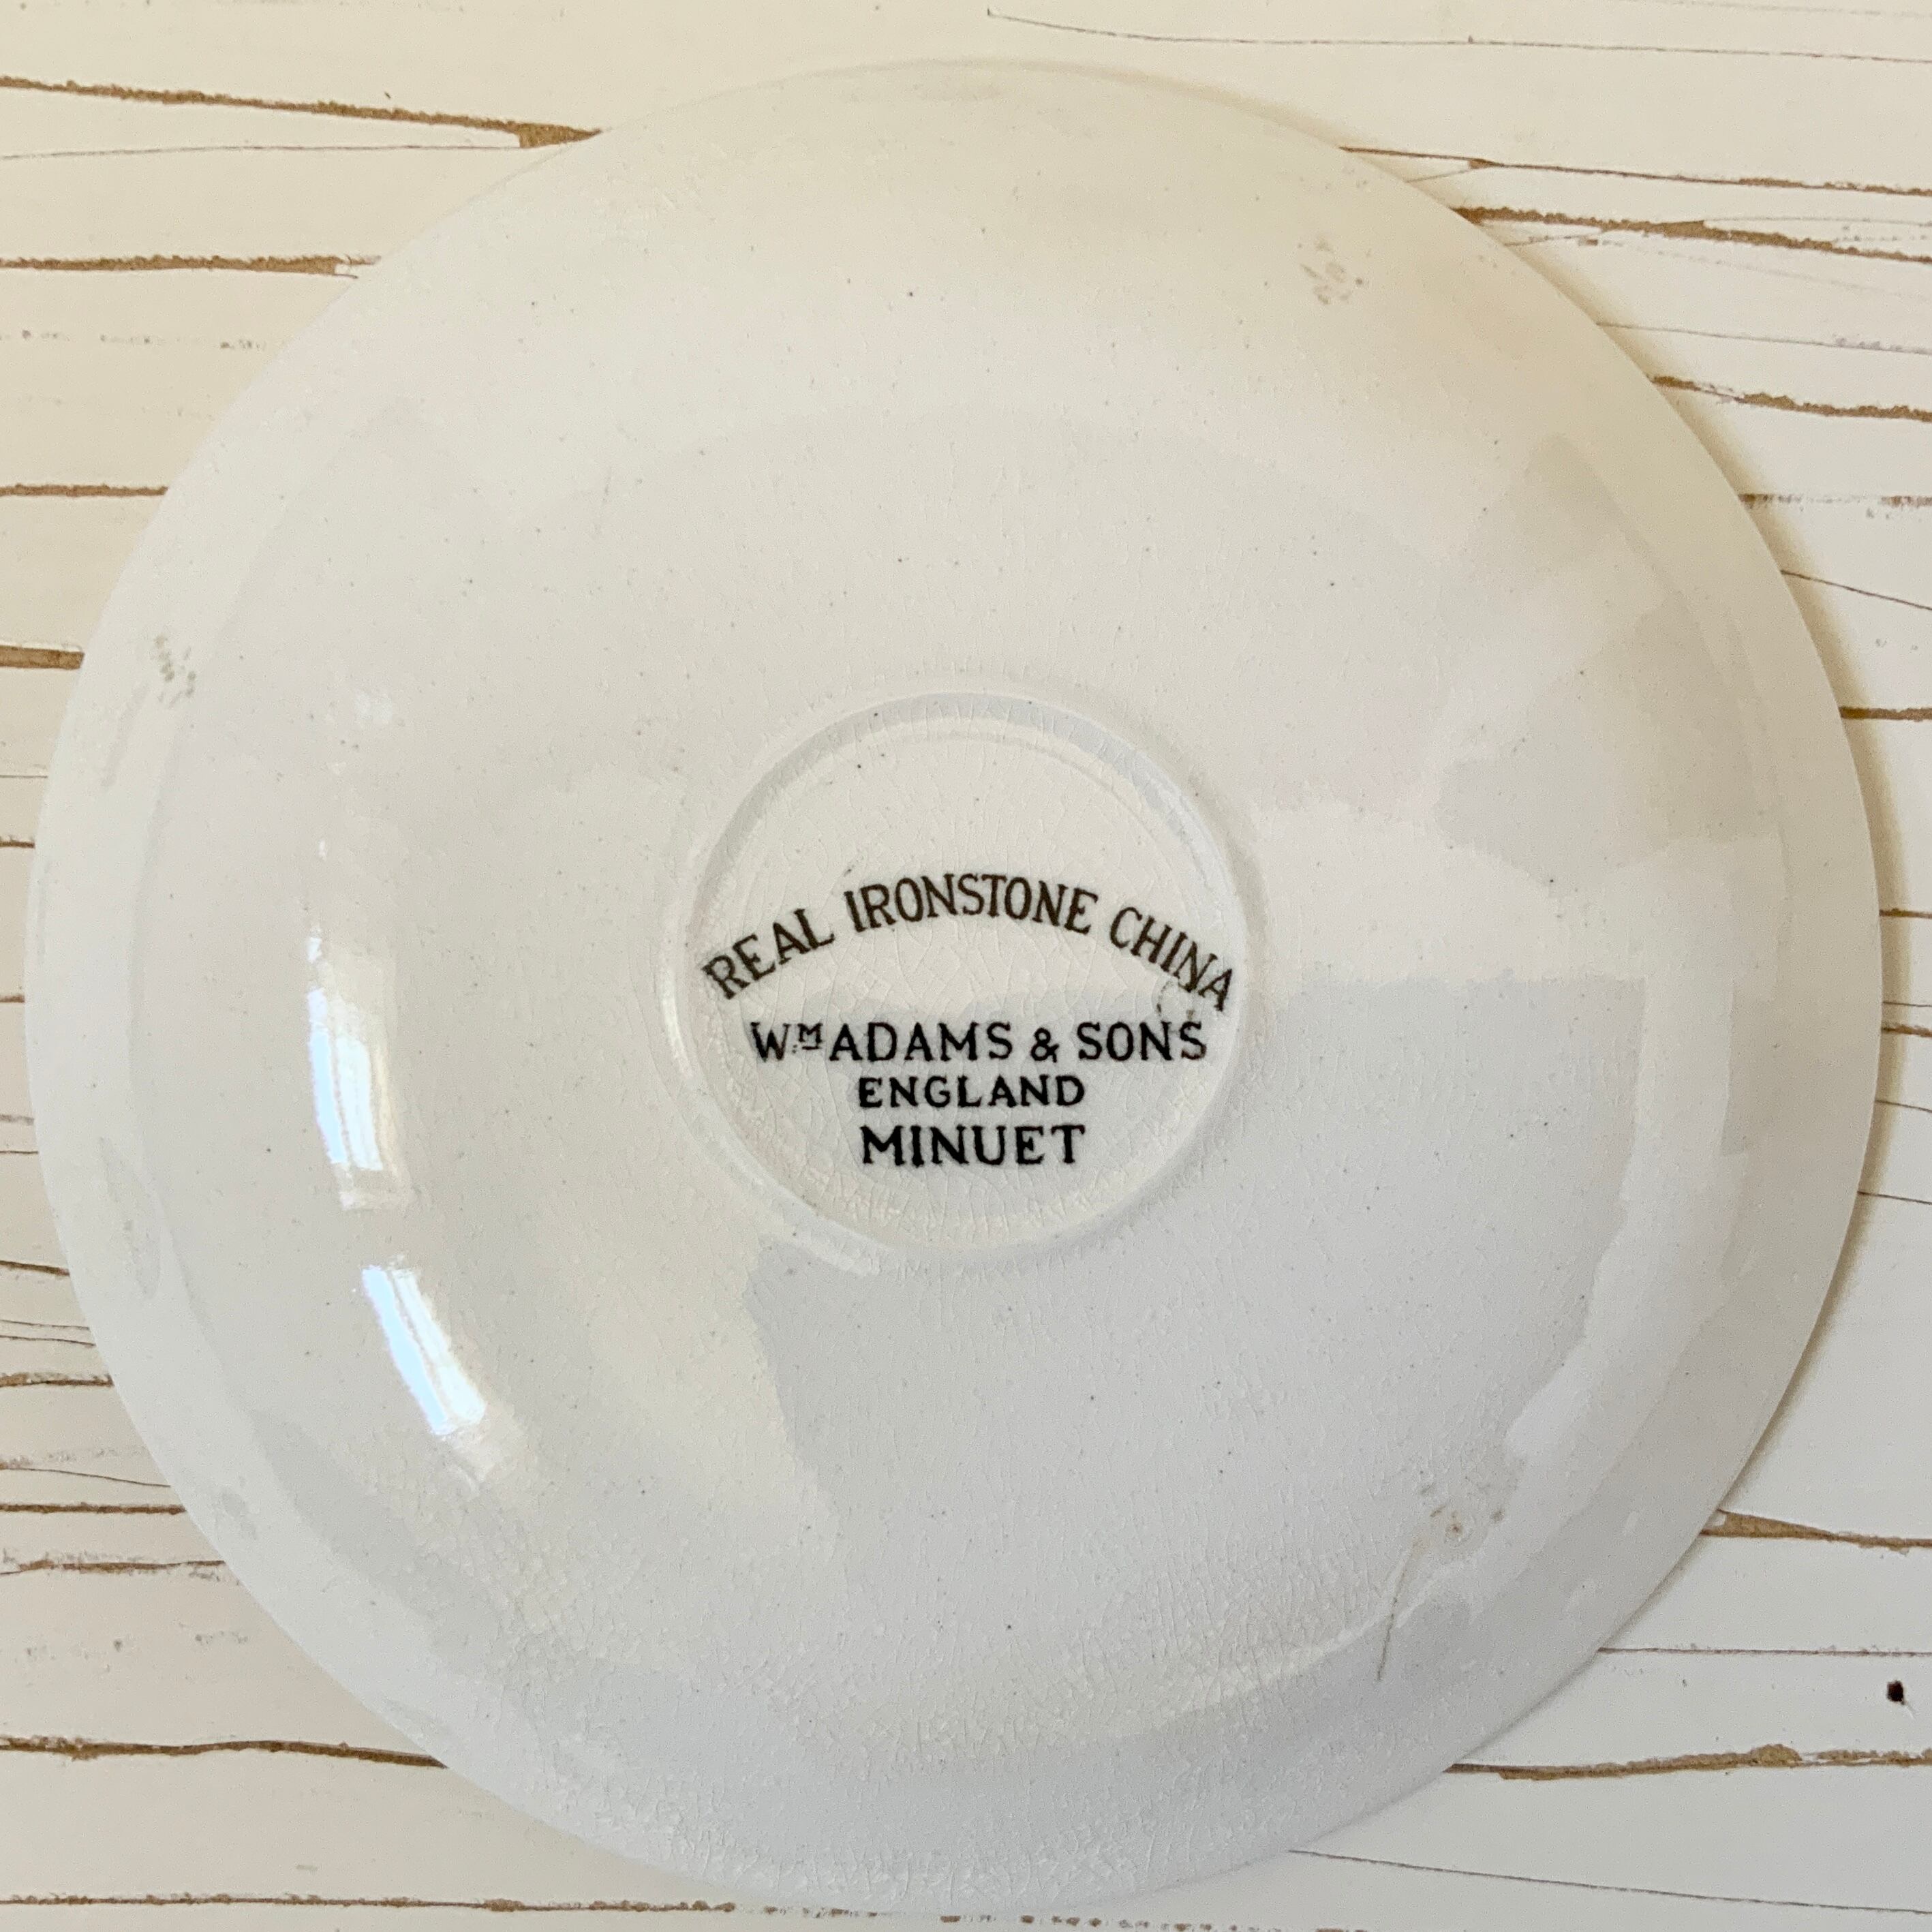 REAL IRONSTONE CHINA
Wᴹ ADAMS & SONS
ENGLAND
MINUET